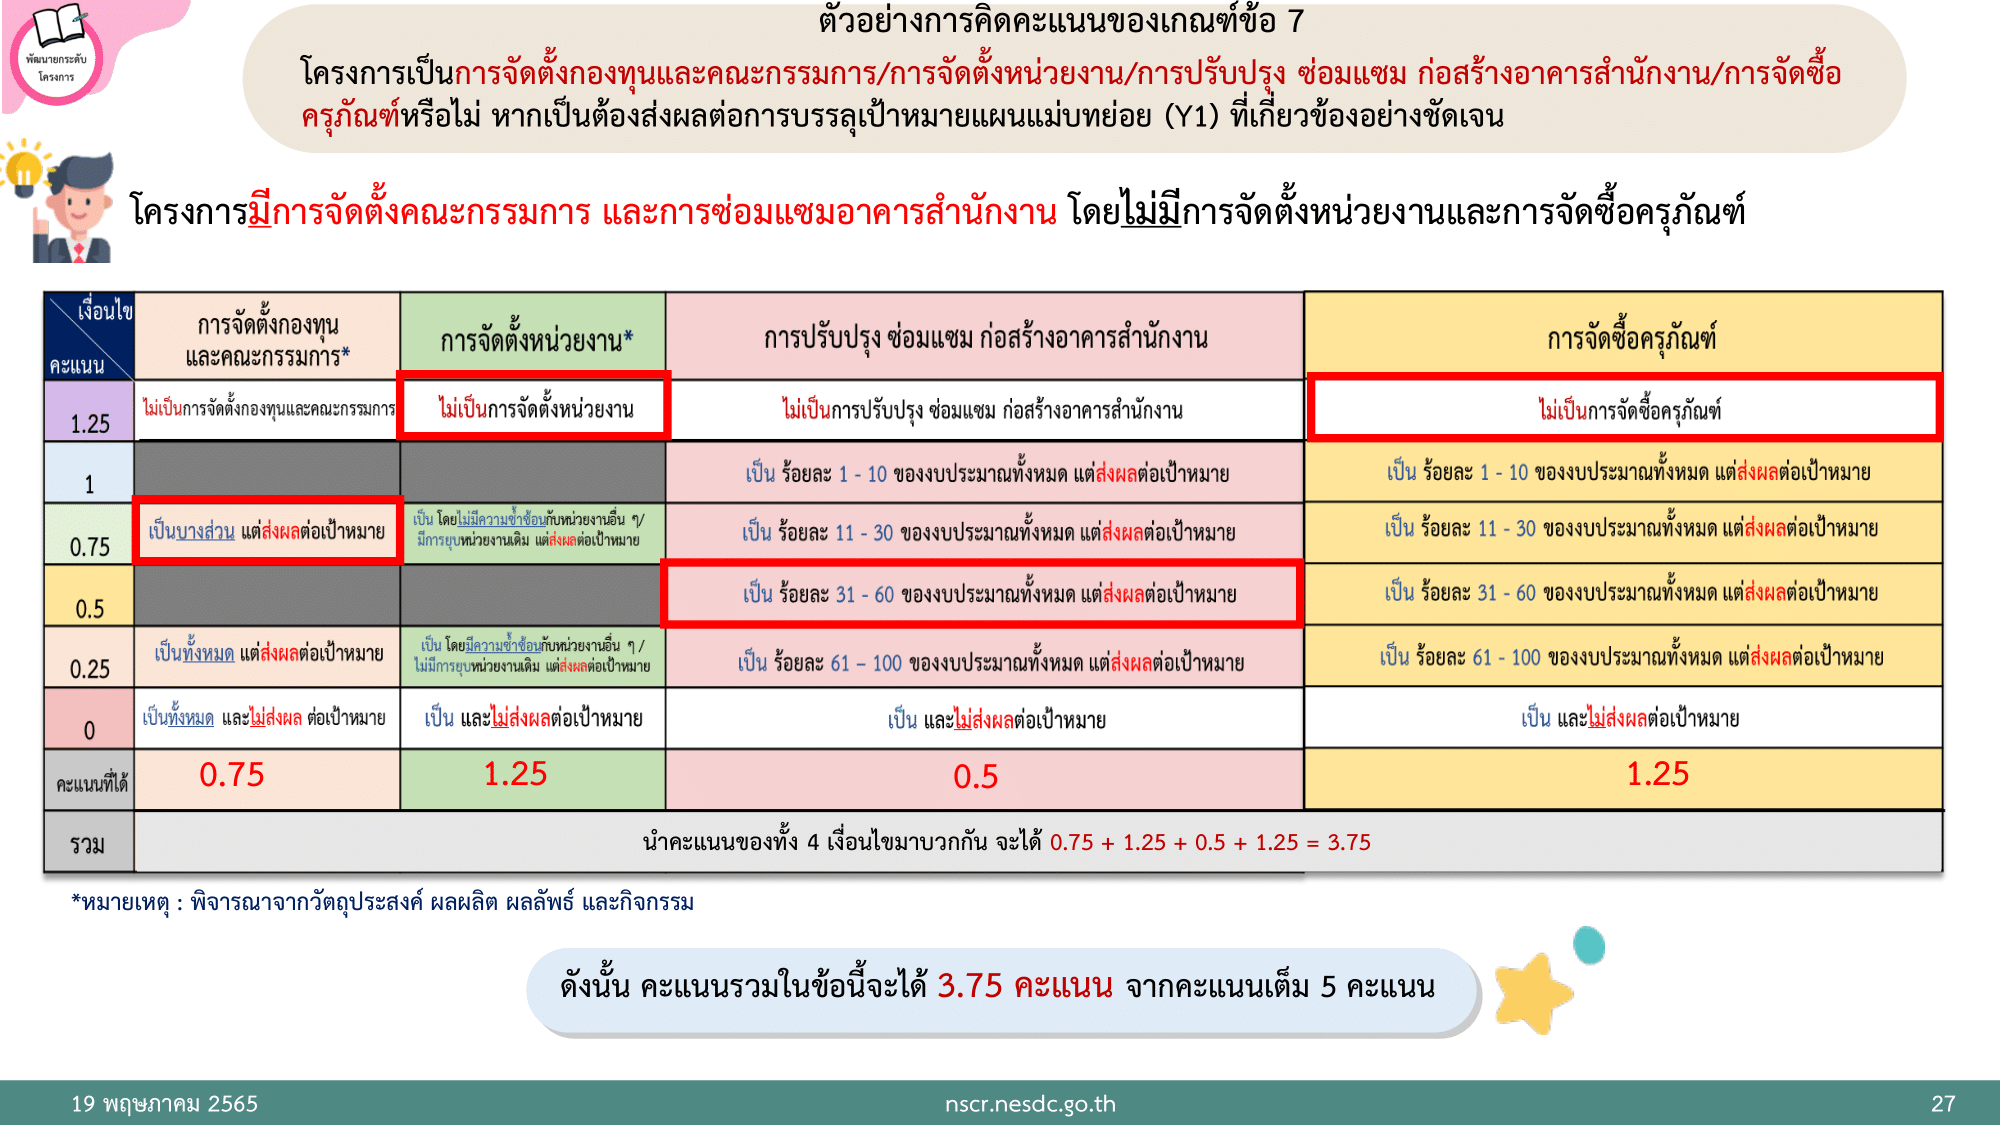 พัฒนายกระดับ
โครงการ
ตัวอย่างการคิดคะแนนของเกณฑ์ข้อ 7
โครงการเป็นการจัดตั้งกองทุนและคณะกรรมการ/การจัดตั้งหน่วยงาน/การปรับปรุง ซ่อมแซม ก่อสร้างอาคารสำนักงาน/การจัดซื้อ
ครุภัณฑ์หรือไม่ หากเป็นต้องส่งผลต่อการบรรลุเป้าหมายแผนแม่บทย่อย (Y1) ที่เกี่ยวข้องอย่างชัดเจน
โครงการมีการจัดตั้งคณะกรรมการ และการซ่อมแซมอาคารสำนักงาน โดยไม่มีการจัดตั้งหน่วยงานและการจัดซื้อครุภัณฑ์
เงื่อนไข
คะแนน
การจัดตั้งกองทุน
และคณะกรรมการ*
การจัดตั้งหน่วยงาน*
การปรับปรุง ซ่อมแซม ก่อสร้างอาคารสำนักงาน
การจัดซื้อครุภัณฑ์
1.25
ไม่เป็นการจัดตั้งกองทุนและคณะกรรมการ
ไม่เป็นการจัดตั้งหน่วยงาน
ไม่เป็นการปรับปรุง ซ่อมแซม ก่อสร้างอาคารสำนักงาน
ไม่เป็นการจัดซื้อครุภัณฑ์
1
เป็น ร้อยละ 1 - 10 ของงบประมาณทั้งหมด แต่ส่งผลต่อเป้าหมาย
เป็น ร้อยละ 1 - 10 ของงบประมาณทั้งหมด แต่ส่งผลต่อเป้าหมาย
0.75
เป็นบางส่วน แต่ส่งผลต่อเป้าหมาย
เป็น โดยไม่มีความซ้ำซ้อนกับหน่วยงานอื่น ๆ/
มีการยุบหน่วยงานเดิม แต่ส่งผลต่อเป้าหมาย
เป็น ร้อยละ 11 - 30 ของงบประมาณทั้งหมด แต่ส่งผลต่อเป้าหมาย
เป็น ร้อยละ 11 - 30 ของงบประมาณทั้งหมด แต่ส่งผลต่อเป้าหมาย
0.5
เป็น ร้อยละ 31 - 60 ของงบประมาณทั้งหมด แต่ส่งผลต่อเป้าหมาย
เป็น ร้อยละ 31 - 60 ของงบประมาณทั้งหมด แต่ส่งผลต่อเป้าหมาย
0.25
เป็นทั้งหมด แต่ส่งผลต่อเป้าหมาย
เป็น โดยมีความซ้ำซ้อนกับหน่วยงานอื่น ๆ /
ไม่มีการยุบหน่วยงานเดิม แต่ส่งผลต่อเป้าหมาย
เป็น ร้อยละ 61 – 100 ของงบประมาณทั้งหมด แต่ส่งผลต่อเป้าหมาย
เป็น ร้อยละ 61 - 100 ของงบประมาณทั้งหมด แต่ส่งผลต่อเป้าหมาย
0
เป็นทั้งหมด และไม่ส่งผล ต่อเป้าหมาย
เป็น และไม่ส่งผลต่อเป้าหมาย
เป็น และไม่ส่งผลต่อเป้าหมาย
เป็น และไม่ส่งผลต่อเป้าหมาย
คะแนนที่ได้
0.75
1.25
0.5
1.25
รวม
นำคะแนนของทั้ง 4 เงื่อนไขมาบวกกัน จะได้ 0.75 + 1.25 + 0.5 + 1.25 = 3.75
*หมายเหตุ : พิจารณาจากวัตถุประสงค์ ผลผลิต ผลลัพธ์ และกิจกรรม
ดังนั้น คะแนนรวมในข้อนี้จะได้ 3.75 คะแนน จากคะแนนเต็ม 5 คะแนน
19 พฤษภาคม 2565
nscr.nesdc.go.th
27